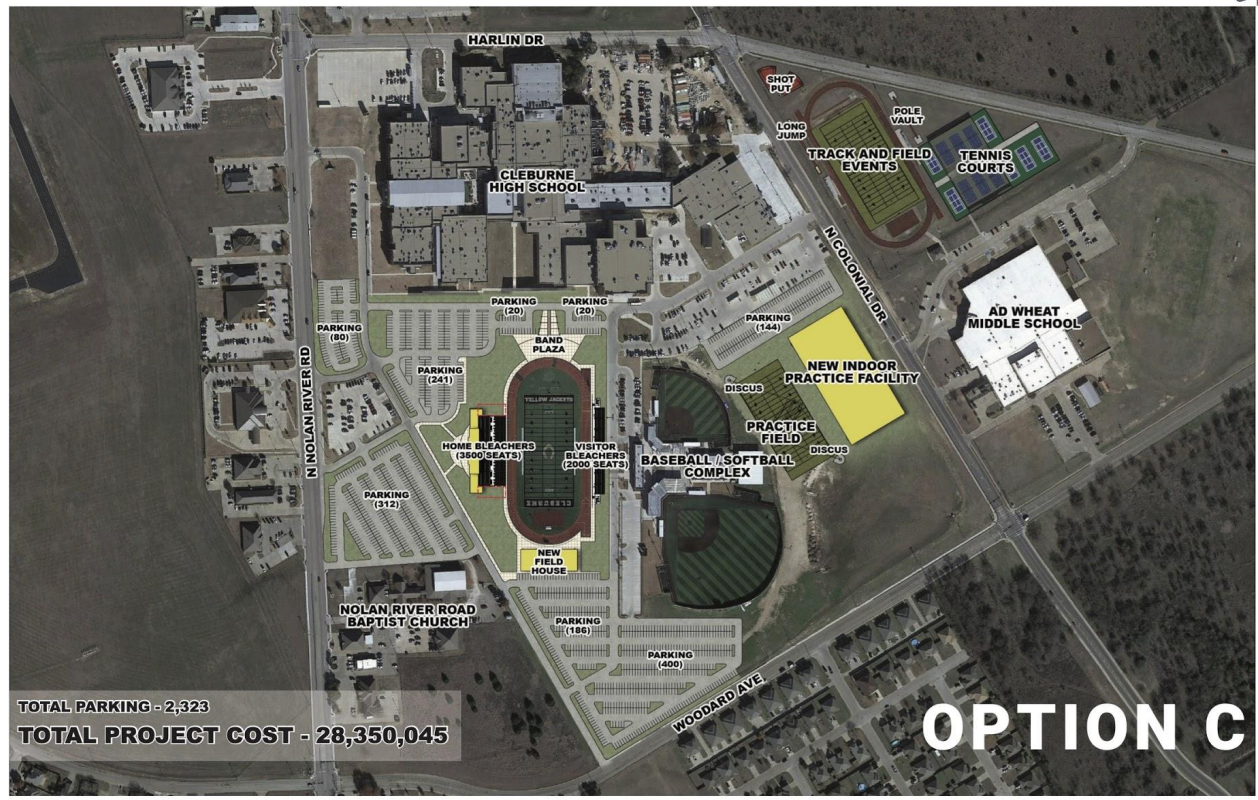 HARLIN DR
SHOT
PUT
POLE
VAULT
LONG
JUMP
TRACK AND FIELD
EVENTS
TENNIS
COURTS
CLEBURNE
HIGH SCHOOL
N COLONIAL DR
AD WHEAT
MIDDLE SCHOOL
PARKING
(20)
PARKING
(20)
PARKING
(80)
PARKING
(144)
BAND
PLAZA
N NOLAN RIVER RD
PARKING
(241)
NEW INDOOR
PRACTICE FACILITY
DISCUS
YELLOW JACKETS
PRACTICE
FIELD
HOME BLEACHERS
(3500 SEATS)
VISITOR
BLEACHERS
(2000 SEATS)
DISCUS
BASEBALL / SOFTBALL
COMPLEX
PARKING
(312)
CLEBURNE
NEW
FIELD
HOUSE
NOLAN RIVER ROAD
BAPTIST CHURCH
PARKING
(186)
PARKING
(400)
WOODARD AVE
TOTAL PARKING - 2,323
TOTAL PROJECT COST - 28,350,045
OPTION C